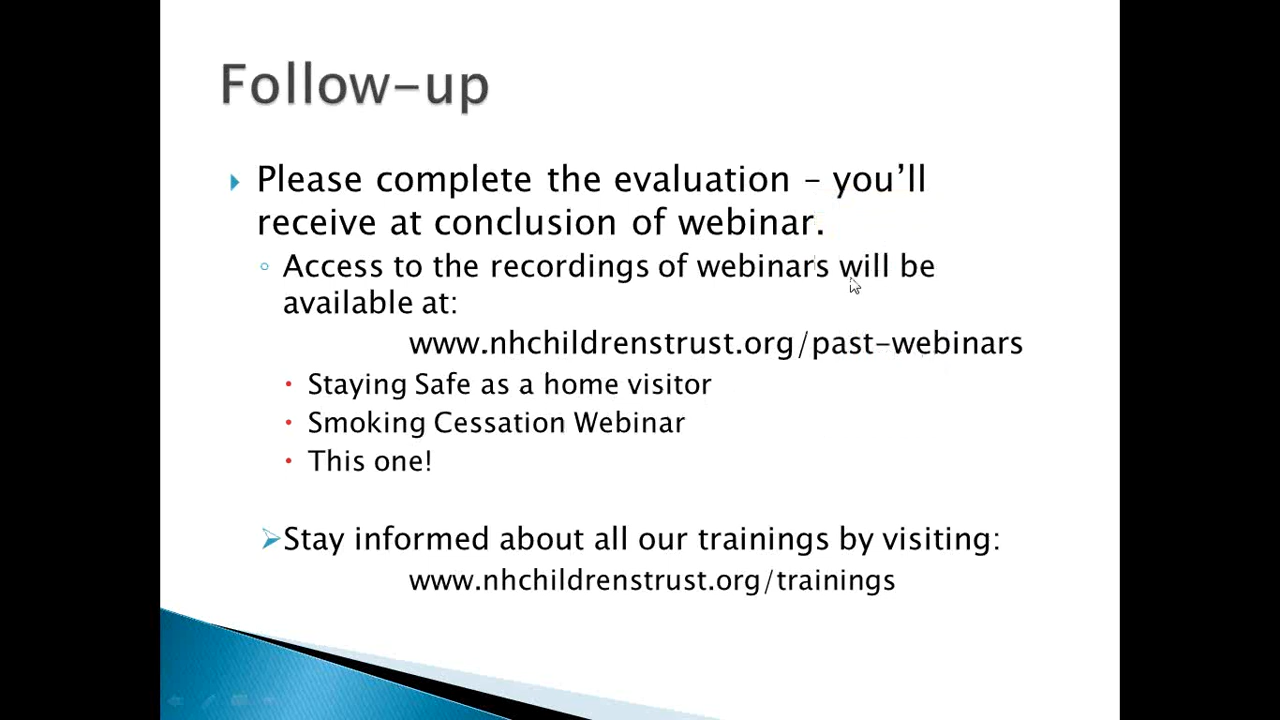 Follow-up
Please complete the evaluation – you’ll
receive at conclusion of webinar.
Access to the recordings of webinars will be
available at:
www.nhchildrenstrust.org/past-webinars
Staying Safe as a home visitor
Smoking Cessation Webinar
This one!
Stay informed about all our trainings by visiting:
www.nhchildrenstrust.org/trainings